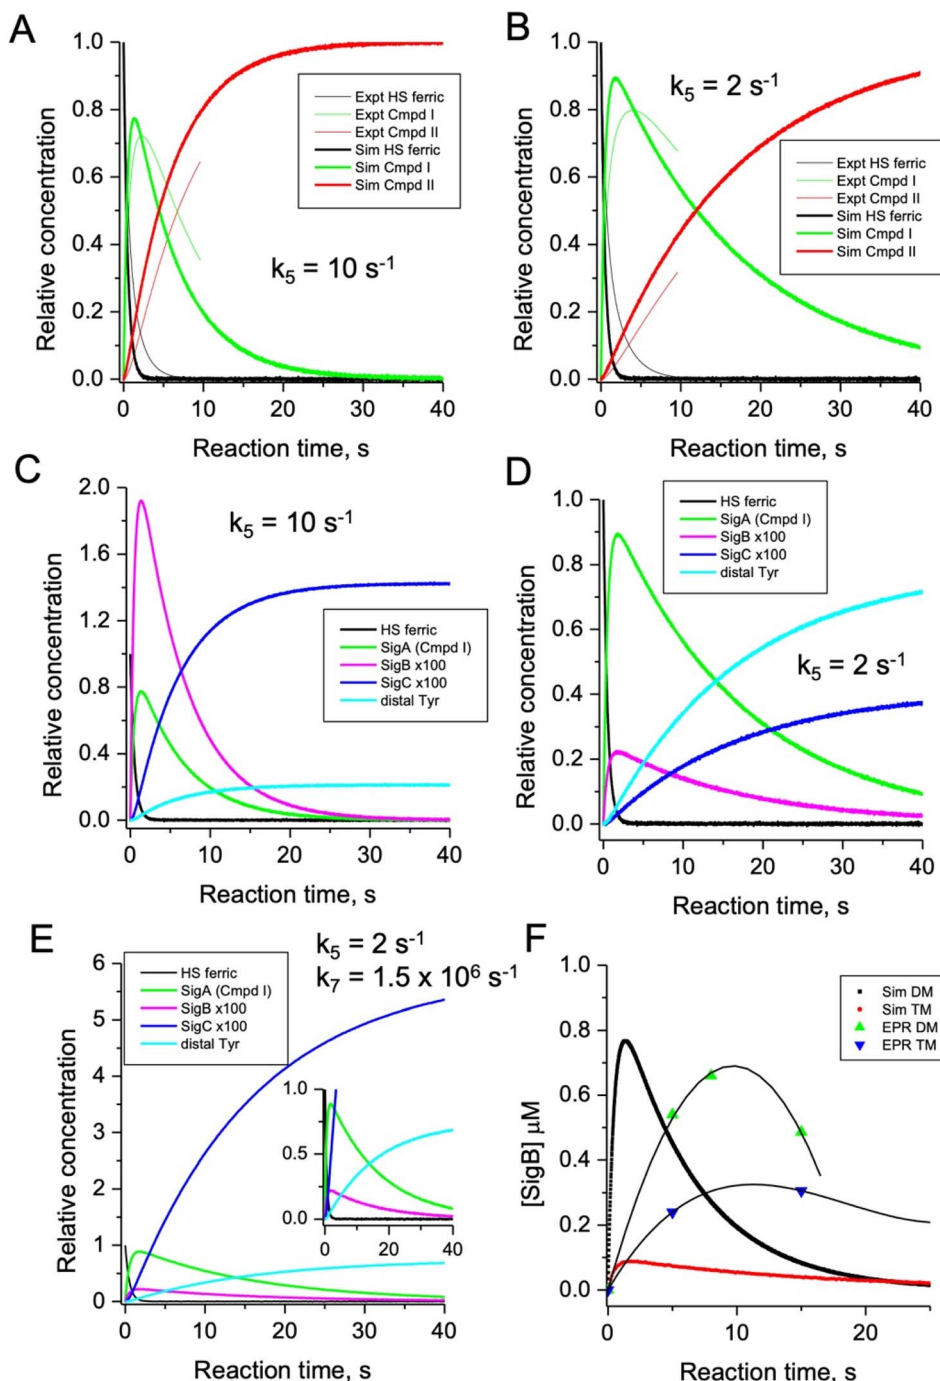 A
1.0
0.8
0.6
0.4
0.2
0.0
Relative concentration
Expt HS ferric
Expt Cmpd I
Expt Cmpd II
Sim HS ferric
Sim Cmpd I
Sim Cmpd II
k5 = 10 s-1
0 10 20 30 40
Reaction time, s
B
1.0
0.8
0.6
0.4
0.2
0.0
Relative concentration
k5 = 2 s-1
Expt HS ferric
Expt Cmpd I
Expt Cmpd II
Sim HS ferric
Sim Cmpd I
Sim Cmpd II
0 10 20 30 40
Reaction time, s
C
2.0
1.6
1.2
0.8
0.4
0.0
Relative concentration
k5 = 10 s-1
HS ferric
SigA (Cmpd I)
SigB x100
SigC x100
distal Tyr
0 10 20 30 40
Reaction time, s
D
1.0
0.8
0.6
0.4
0.2
0.0
Relative concentration
HS ferric
SigA (Cmpd I)
SigB x100
SigC x100
distal Tyr
k5 = 2 s-1
0 10 20 30 40
Reaction time, s
E
6
5
4
3
2
1
0
Relative concentration
HS ferric
SigA (Cmpd I)
SigB x100
SigC x100
distal Tyr
k5 = 2 s-1
k7 = 1.5 x 106 s-1
1.0
0.5
0.0
0 20 40
0 10 20 30 40
Reaction time, s
F
1.0
0.8
0.6
0.4
0.2
0.0
[SigB] μM
Sim DM
Sim TM
EPR DM
EPR TM
0 10 20
Reaction time, s